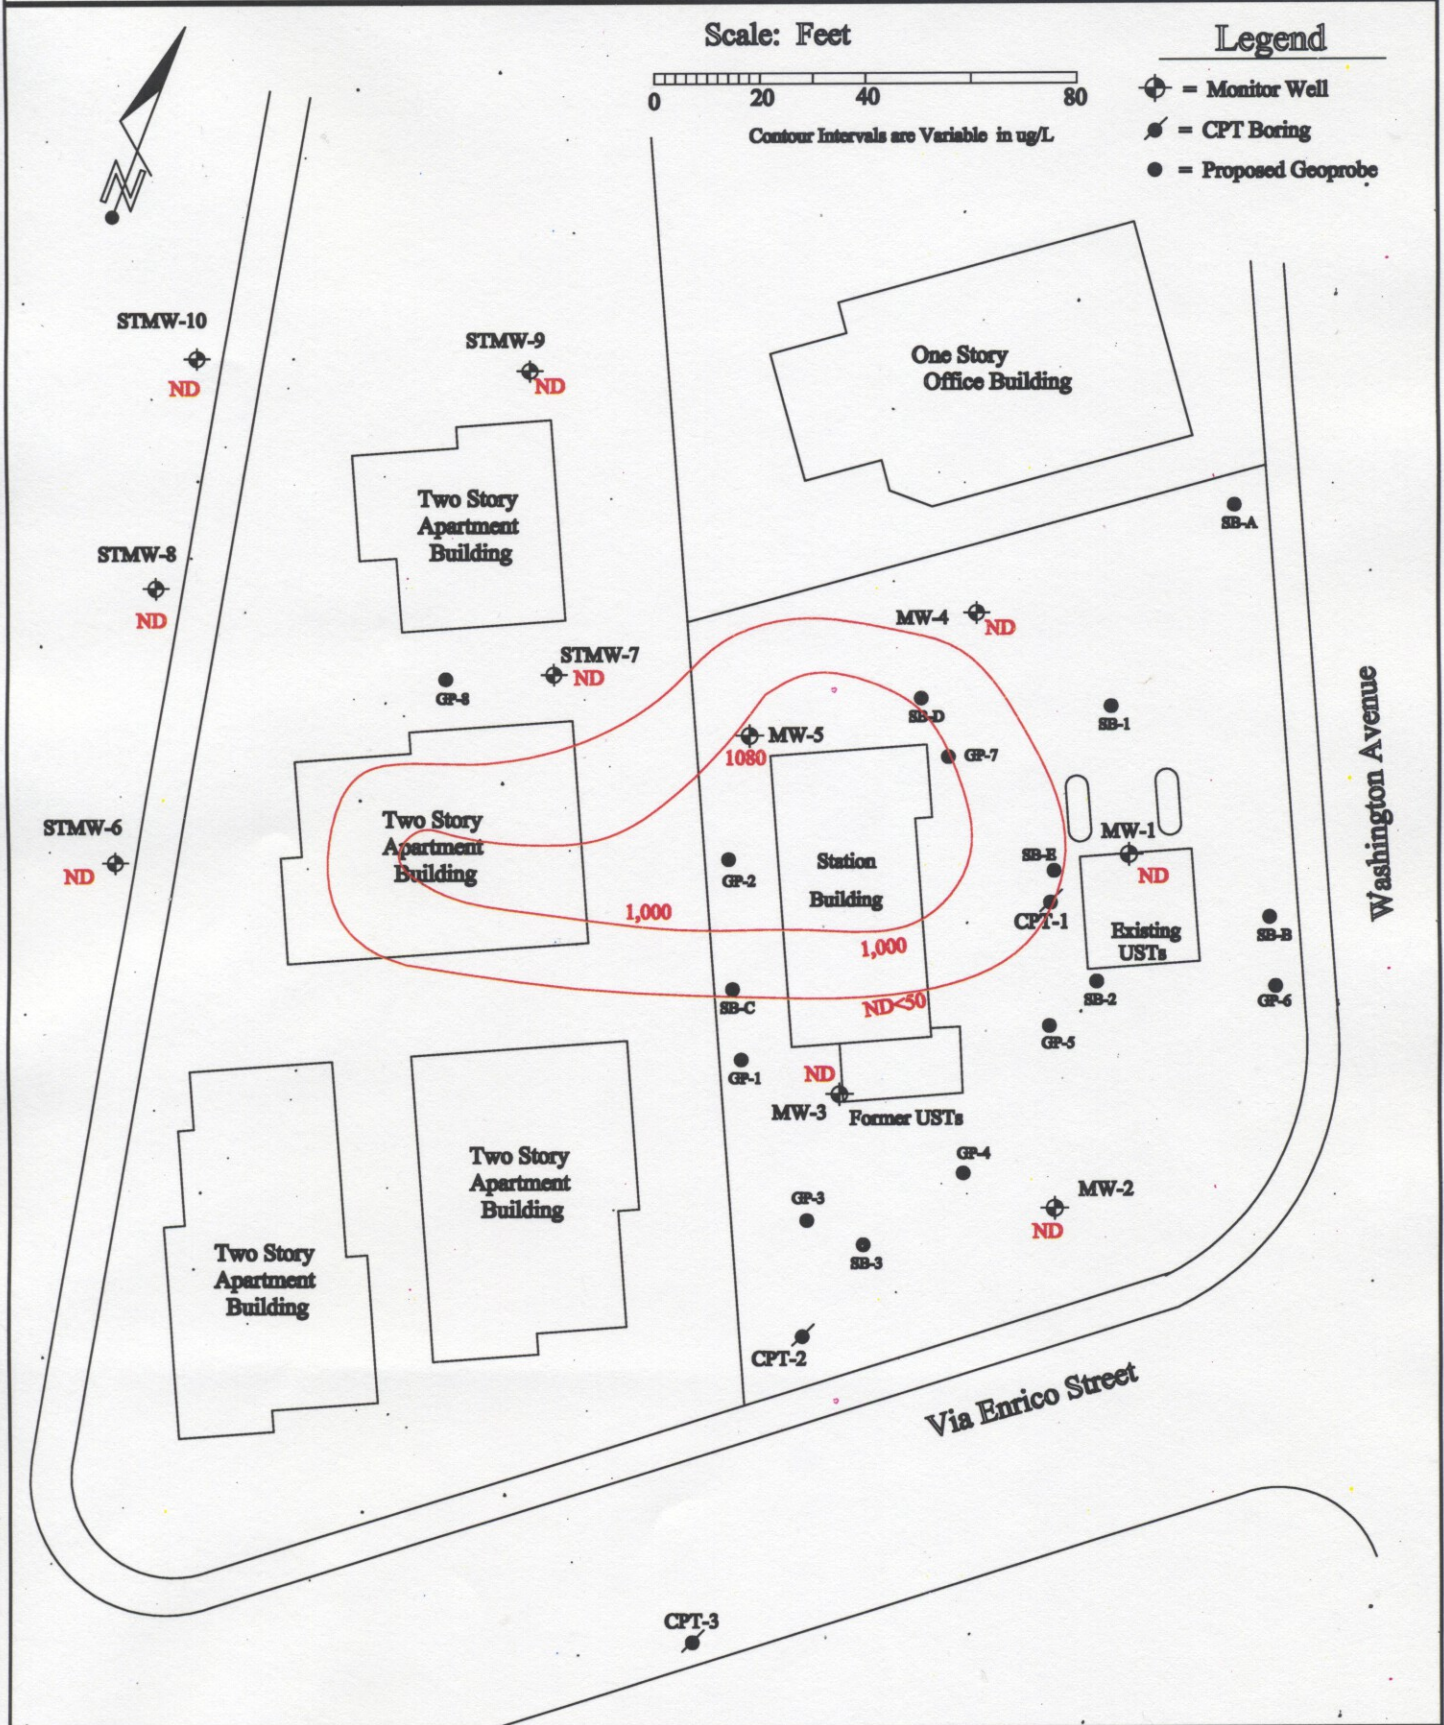 Scale: Feet
0 20 40 80
Contour Intervals are Variable in ug/L
Legend
= Monitor Well
= CPT Boring
= Proposed Geoprobe
STMW-10
ND
STMW-9
ND
One Story
Office Building
Two Story
Apartment
Building
SB-A
STMW-8
ND
MW-4
ND
STMW-7
ND
GP-8
SB-D
SB-1
MW-5
1080
GP-7
Washington Avenue
STMW-6
ND
Two Story
Apartment
Building
MW-1
ND
SB-E
GP-2
Station
Building
CPT-1
1,000
1,000
Existing
USTs
SB-B
SB-2
GP-6
SB-C
ND<50
GP-5
GP-1
ND
MW-3
Former USTs
GP-4
Two Story
Apartment
Building
MW-2
ND
GP-3
SB-3
Two Story
Apartment
Building
CPT-2
Via Enrico Street
CPT-3